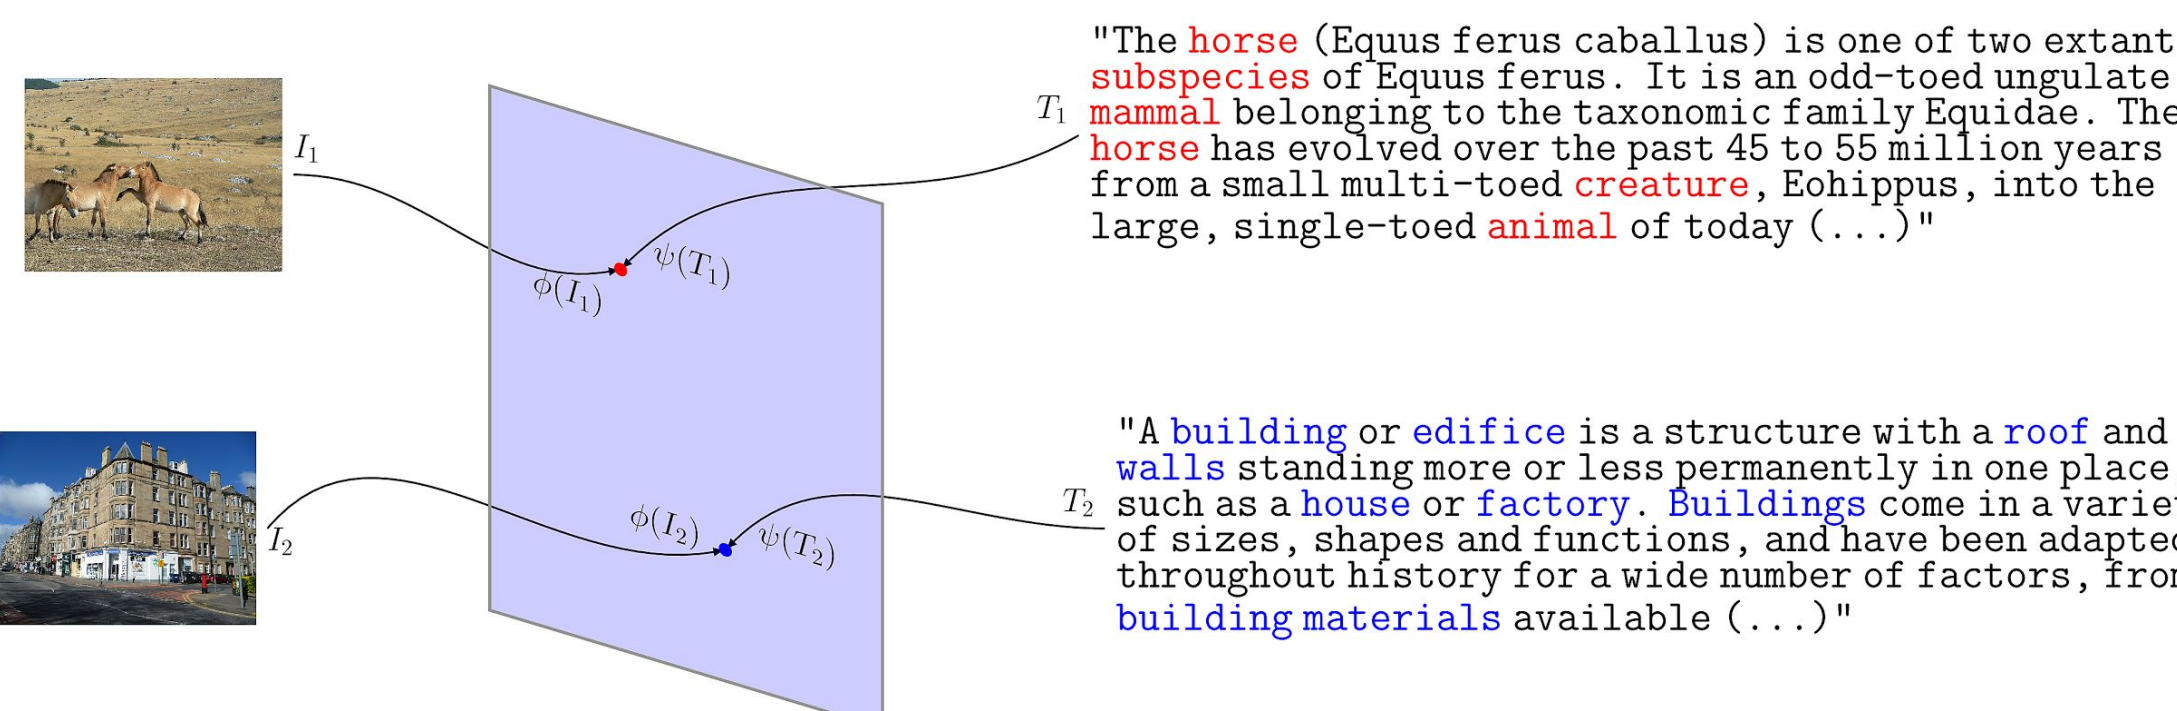 I₁
ϕ(I₁)
ψ(T₁)
T₁
"The horse (Equus ferus caballus) is one of two extant
subspecies of Equus ferus. It is an odd-toed ungulate
mammal belonging to the taxonomic family Equidae. The
horse has evolved over the past 45 to 55 million years
from a small multi-toed creature, Eohippus, into the
large, single-toed animal of today (...)"
I₂
ϕ(I₂)
ψ(T₂)
T₂
"A building or edifice is a structure with a roof and
walls standing more or less permanently in one place
such as a house or factory. Buildings come in a
of sizes, shapes and functions, and have been
throughout history for a wide number of factors,
building materials available (...)"